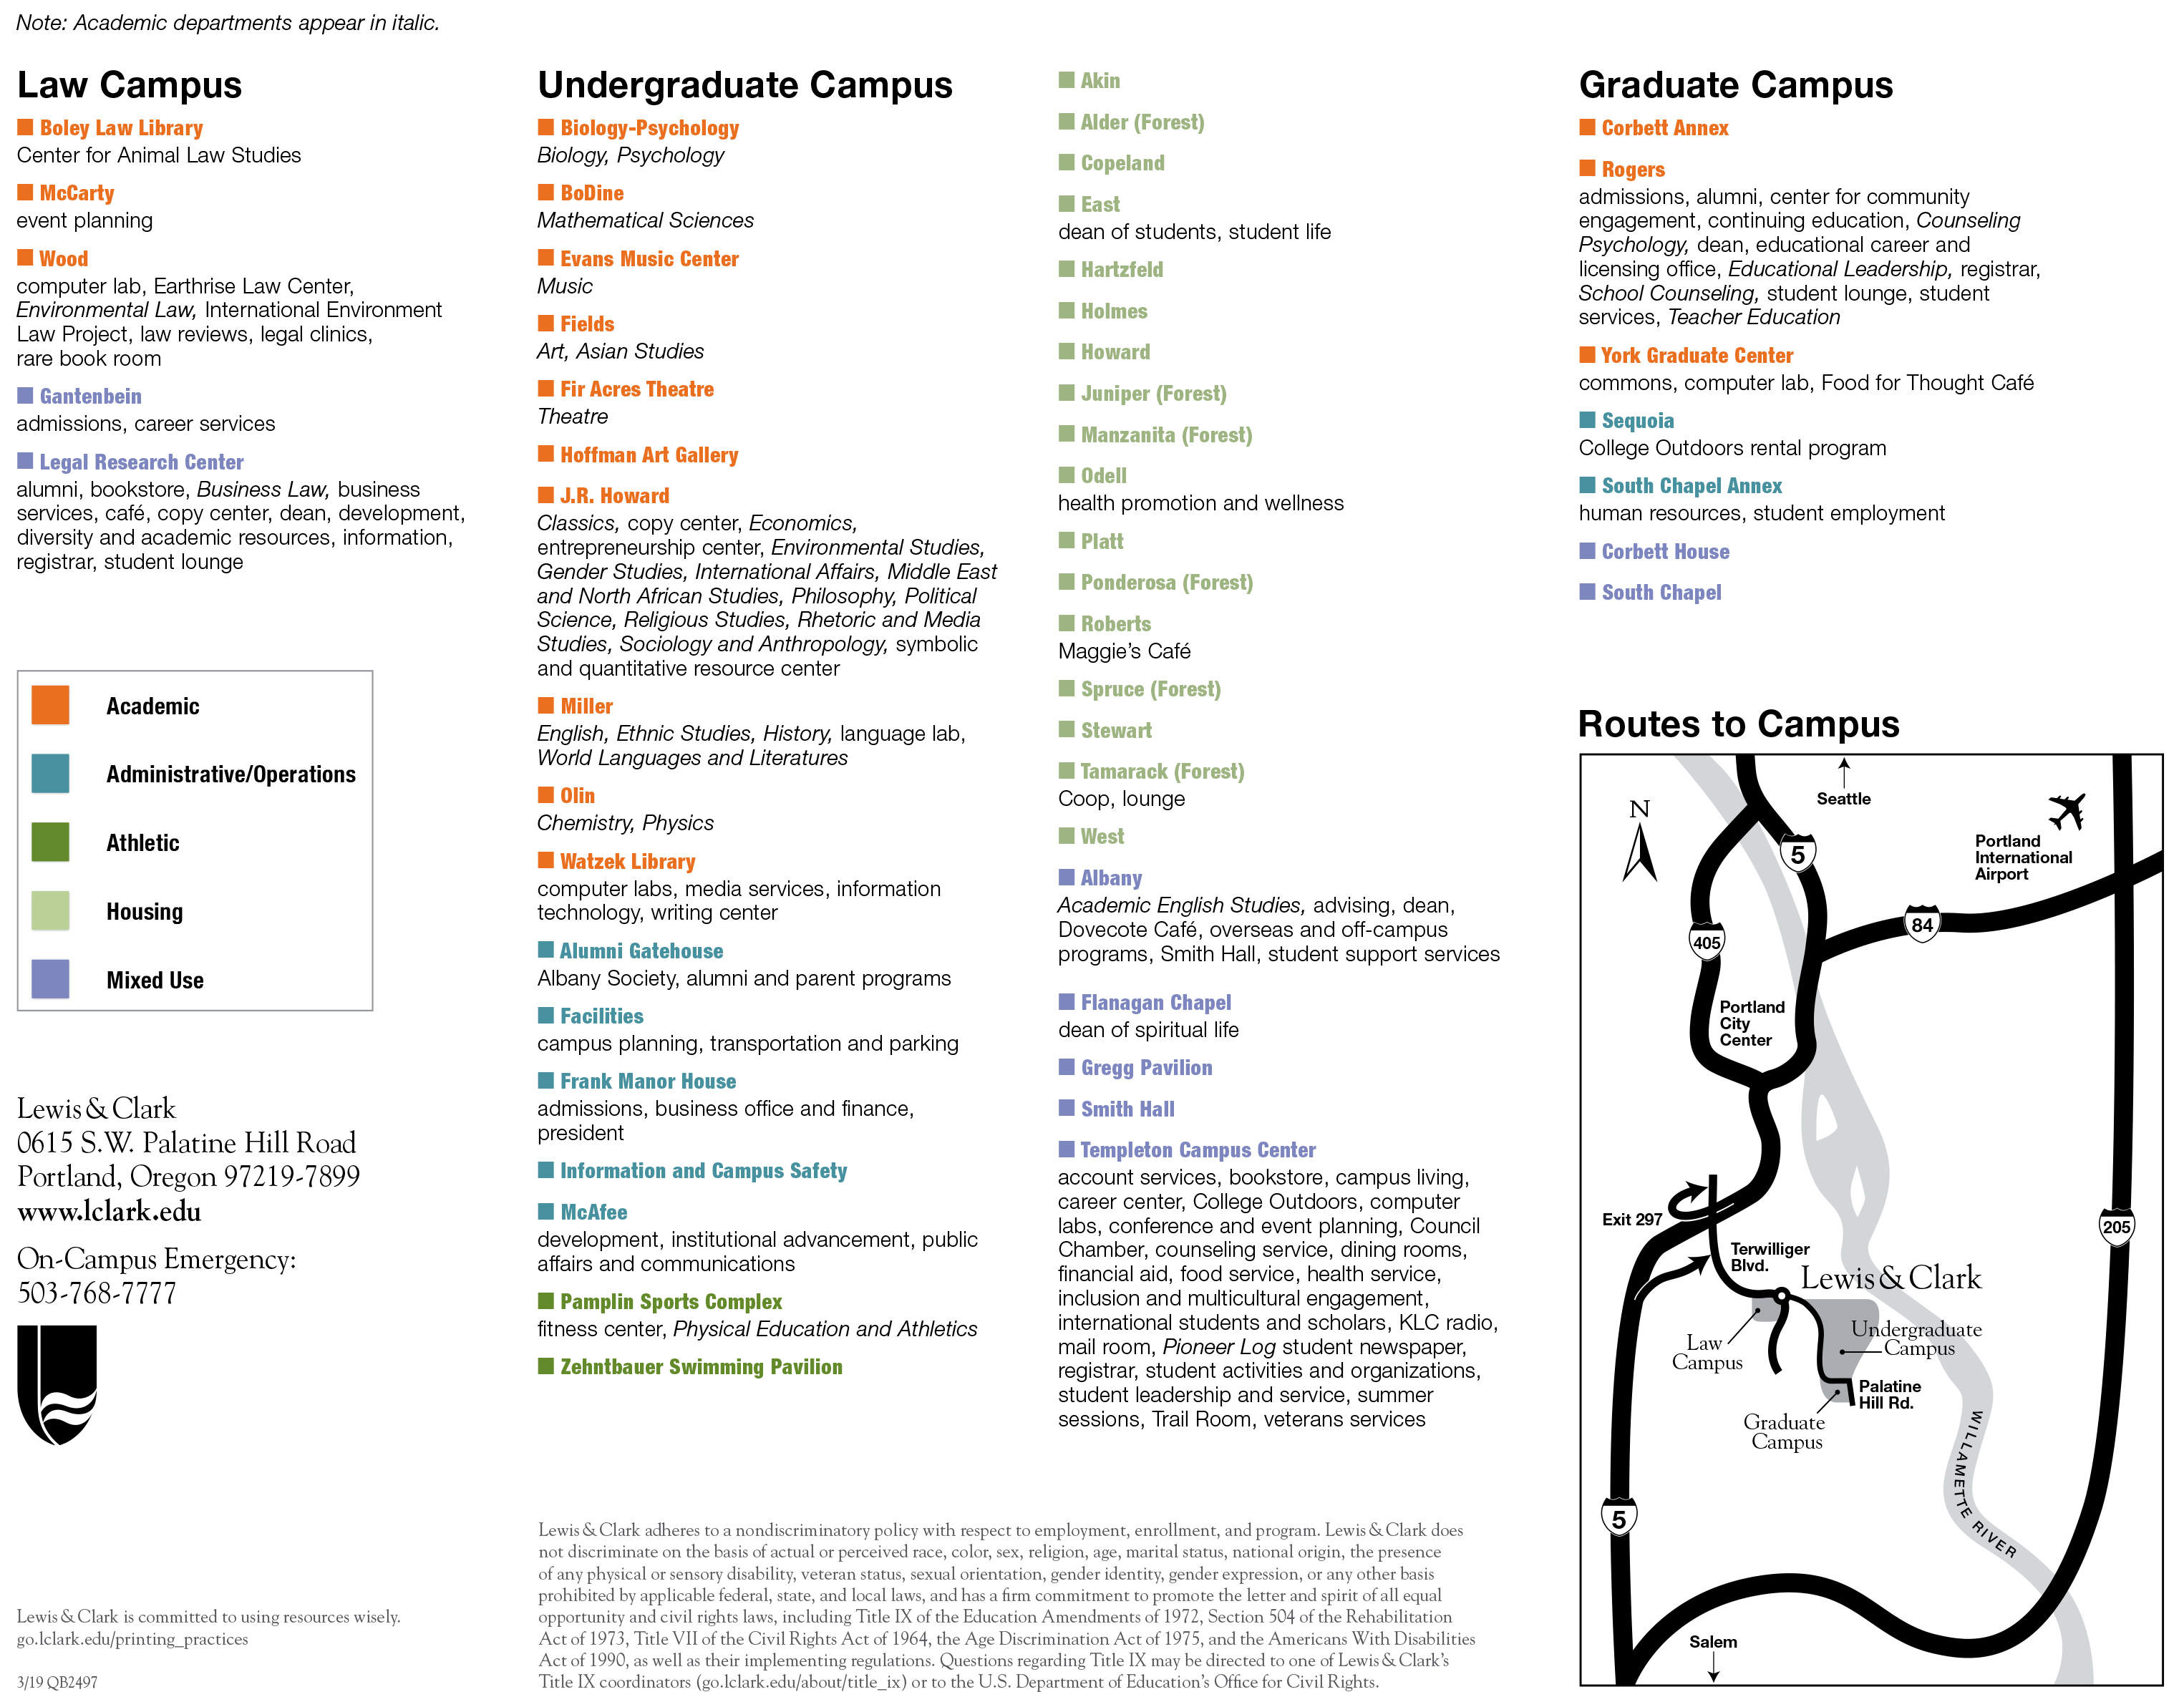 Note: Academic departments appear in italic.
Law Campus
Boley Law Library
Center for Animal Law Studies
McCarty
event planning
Wood
computer lab, Earthrise Law Center,
Environmental Law, International Environment
Law Project, law reviews, legal clinics,
rare book room
Gantenbein
admissions, career services
Legal Research Center
alumni, bookstore, Business Law, business
services, café, copy center, dean, development,
diversity and academic resources, information,
registrar, student lounge
Academic
Administrative/Operations
Athletic
Housing
Mixed Use
Lewis & Clark
0615 S.W. Palatine Hill Road
Portland, Oregon 97219-7899
www.lclark.edu
On-Campus Emergency:
503-768-7777
Lewis & Clark is committed to using resources wisely.
go.lclark.edu/printing_practices
3/19 QB2497
Undergraduate Campus
Biology-Psychology
Biology, Psychology
BoDine
Mathematical Sciences
Evans Music Center
Music
Fields
Art, Asian Studies
Fir Acres Theatre
Theatre
Hoffman Art Gallery
J.R. Howard
Classics, copy center, Economics,
entrepreneurship center, Environmental Studies,
Gender Studies, International Affairs, Middle East
and North African Studies, Philosophy, Political
Science, Religious Studies, Rhetoric and Media
Studies, Sociology and Anthropology, symbolic
and quantitative resource center
Miller
English, Ethnic Studies, History, language lab,
World Languages and Literatures
Olin
Chemistry, Physics
Watzek Library
computer labs, media services, information
technology, writing center
Alumni Gatehouse
Albany Society, alumni and parent programs
Facilities
campus planning, transportation and parking
Frank Manor House
admissions, business office and finance,
president
Information and Campus Safety
McAfee
development, institutional advancement, public
affairs and communications
Pamplin Sports Complex
fitness center, Physical Education and Athletics
Zehntbauer Swimming Pavilion
Akin
Alder (Forest)
Copeland
East
dean of students, student life
Hartzfeld
Holmes
Howard
Juniper (Forest)
Manzanita (Forest)
Odell
health promotion and wellness
Platt
Ponderosa (Forest)
Roberts
Maggie's Café
Spruce (Forest)
Stewart
Tamarack (Forest)
Coop, lounge
West
Albany
Academic English Studies, advising, dean,
Dovecote Café, overseas and off-campus
programs, Smith Hall, student support services
Flanagan Chapel
dean of spiritual life
Gregg Pavilion
Smith Hall
Templeton Campus Center
account services, bookstore, campus living,
career center, College Outdoors, computer
labs, conference and event planning, Council
Chamber, counseling service, dining rooms,
financial aid, food service, health service,
inclusion and multicultural engagement,
international students and scholars, KLC radio,
mail room, Pioneer Log student newspaper,
registrar, student activities and organizations,
student leadership and service, summer
sessions, Trail Room, veterans services
Lewis & Clark adheres to a nondiscriminatory policy with respect to employment, enrollment, and program. Lewis & Clark does
not discriminate on the basis of actual or perceived race, color, sex, religion, age, marital status, national origin, the presence
of any physical or sensory disability, veteran status, sexual orientation, gender identity, gender expression, or any other basis
prohibited by applicable federal, state, and local laws, and has a firm commitment to promote the letter and spirit of all equal
opportunity and civil rights laws, including Title IX of the Education Amendments of 1972, Section 504 of the Rehabilitation
Act of 1973, Title VII of the Civil Rights Act of 1964, the Age Discrimination Act of 1975, and the Americans With Disabilities
Act of 1990, as well as their implementing regulations. Questions regarding Title IX may be directed to one of Lewis & Clark's
Title IX coordinators (go.lclark.edu/about/title_ix) or to the U.S. Department of Education's Office for Civil Rights.
Graduate Campus
Corbett Annex
Rogers
admissions, alumni, center for community
engagement, continuing education, Counseling
Psychology, dean, educational career and
licensing office, Educational Leadership, registrar,
School Counseling, student lounge, student
services, Teacher Education
York Graduate Center
commons, computer lab, Food for Thought Café
Sequoia
College Outdoors rental program
South Chapel Annex
human resources, student employment
Corbett House
South Chapel
Routes to Campus
Seattle
N
Portland
International
Airport
5
84
405
Portland
City
Center
Exit 297
205
Terwilliger
Blvd.
Lewis & Clark
Undergraduate
Campus
Law
Campus
Palatine
Hill Rd.
Graduate
Campus
WILLAMETTE RIVER
5
Salem